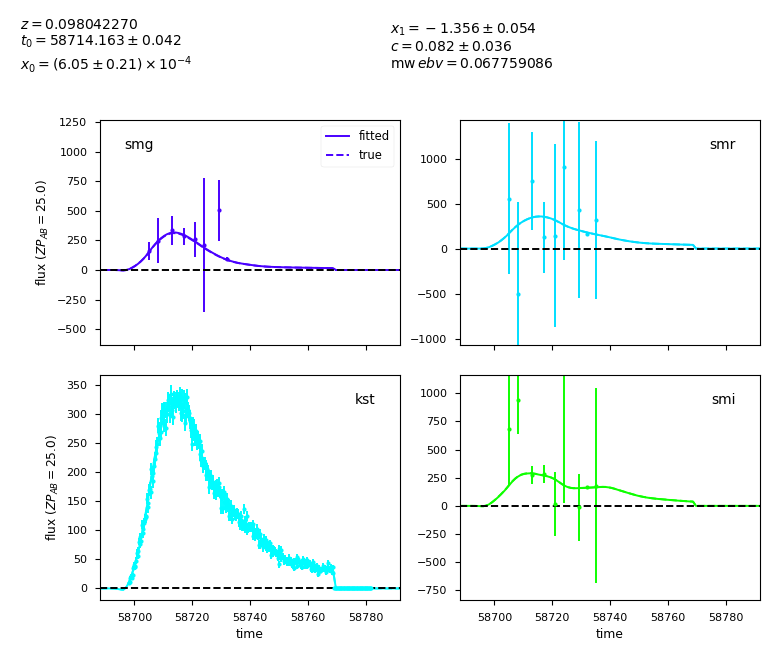 z = 0.098042270
t₀ = 58714.163 ± 0.042
x₀ = (6.05 ± 0.21) × 10⁻⁴
x₁ = −1.356 ± 0.054
c = 0.082 ± 0.036
mw ebv = 0.067759086
1250
1000
750
500
250
0
−250
−500
flux (ZP_AB = 25.0)
smg
fitted
true
1000
500
0
−500
−1000
smr
350
300
250
200
150
100
50
0
flux (ZP_AB = 25.0)
kst
58700 58720 58740 58760 58780
time
1000
750
500
250
0
−250
−500
−750
smi
58700 58720 58740 58760 58780
time